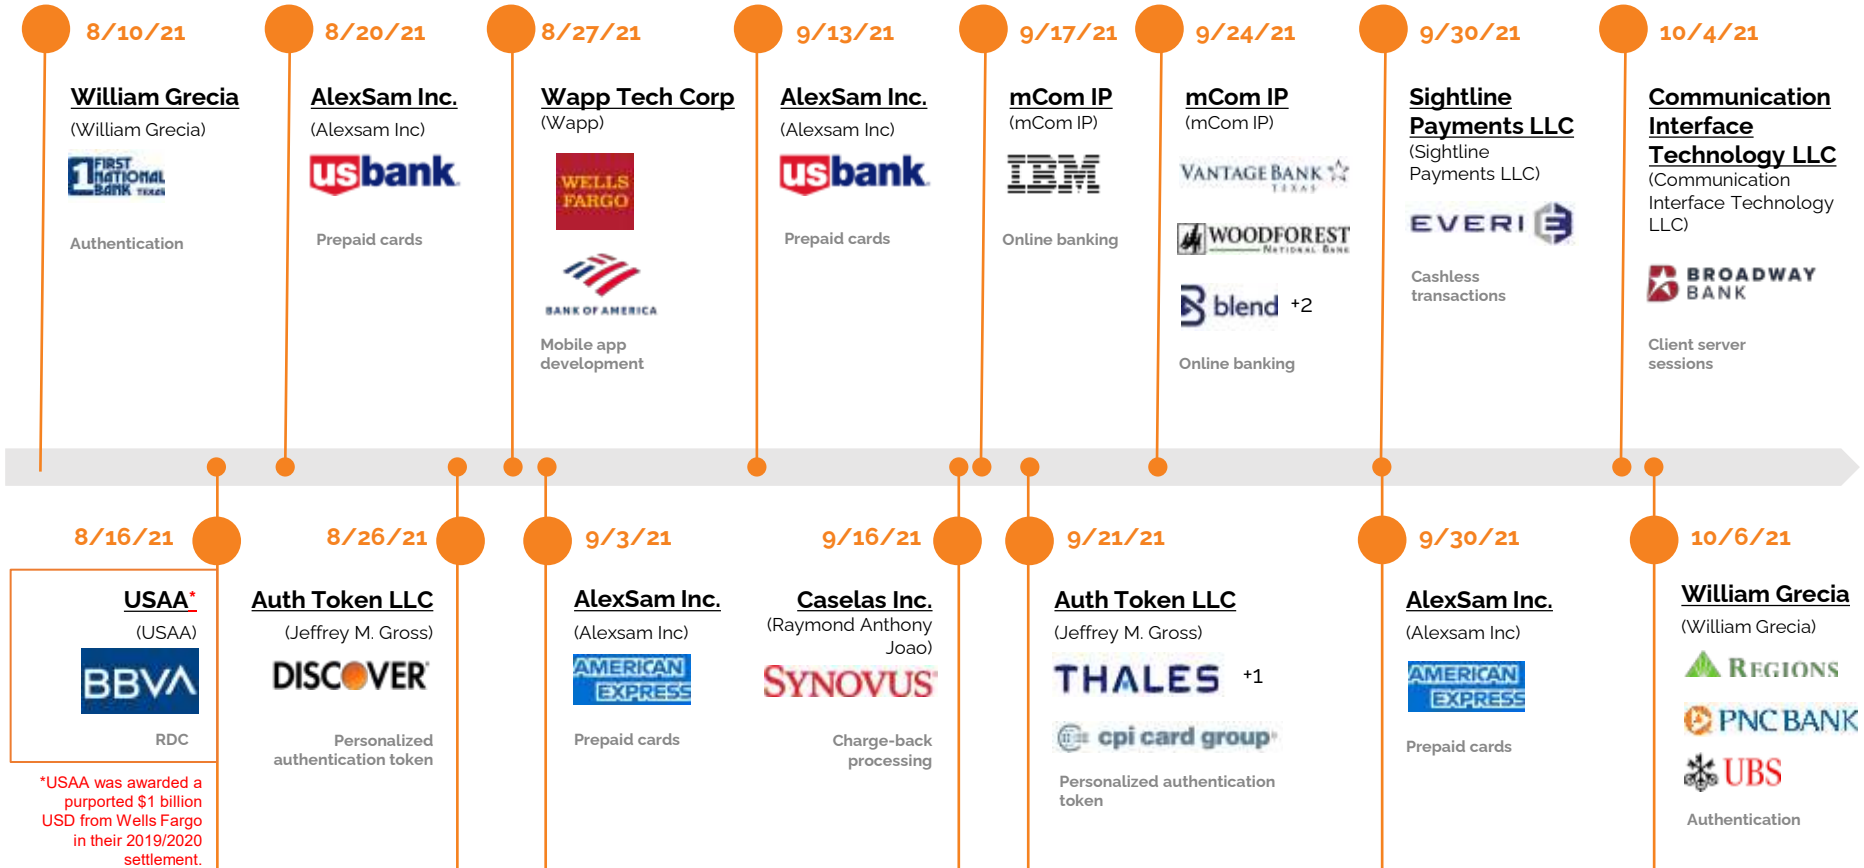 8/10/21
William Grecia
(William Grecia)
1 FIRST
NATIONAL
BANK TEXAS
Authentication
8/20/21
AlexSam Inc.
(Alexsam Inc)
usbank
Prepaid cards
8/27/21
Wapp Tech Corp
(Wapp)
WELLS
FARGO
BANK OF AMERICA
Mobile app
development
9/13/21
AlexSam Inc.
(Alexsam Inc)
usbank
Prepaid cards
9/17/21
mCom IP
(mCom IP)
IBM
Online banking
9/24/21
mCom IP
(mCom IP)
VANTAGE BANK
TEXAS
WOODFOREST
NATIONAL BANK
blend +2
Online banking
9/30/21
Sightline
Payments LLC
(Sightline
Payments LLC)
EVERI
Cashless
transactions
10/4/21
Communication
Interface
Technology LLC
(Communication
Interface Technology
LLC)
BROADWAY
BANK
Client server
sessions
8/16/21
USAA*
(USAA)
BBVA
RDC
*USAA was awarded a
purported $1 billion
USD from Wells Fargo
in their 2019/2020
settlement.
8/26/21
Auth Token LLC
(Jeffrey M. Gross)
DISCOVER
Personalized
authentication token
9/3/21
AlexSam Inc.
(Alexsam Inc)
AMERICAN
EXPRESS
Prepaid cards
9/16/21
Caselas Inc.
(Raymond Anthony
Joao)
SYNOVUS
Charge-back
processing
9/21/21
Auth Token LLC
(Jeffrey M. Gross)
THALES +1
cpi card group
Personalized authentication
token
9/30/21
AlexSam Inc.
(Alexsam Inc)
AMERICAN
EXPRESS
Prepaid cards
10/6/21
William Grecia
(William Grecia)
REGIONS
PNC BANK
UBS
Authentication